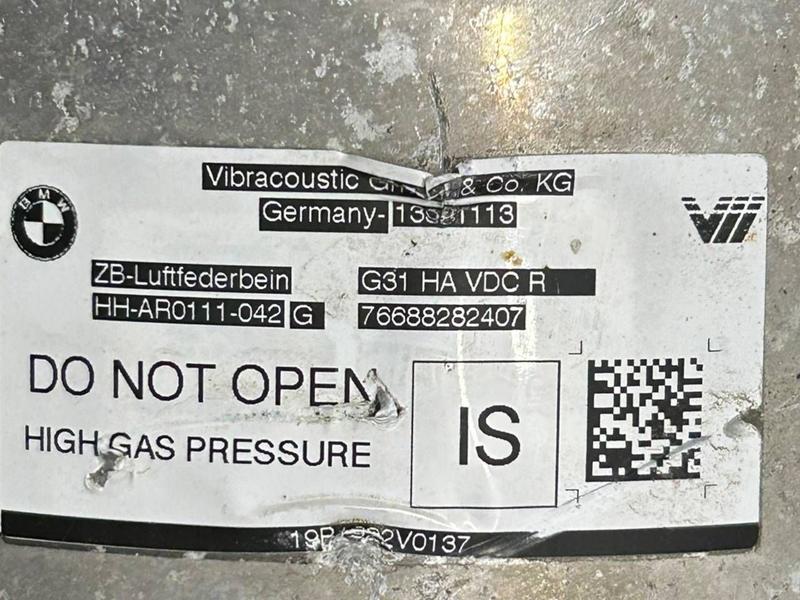 Vibracoustic & Co. KG
Germany-
BMW
ZB-Luftfederbein G31 HA VDC R
HH-AR0111-042 G 76688282407
DO NOT OPEN
HIGH GAS PRESSURE
IS